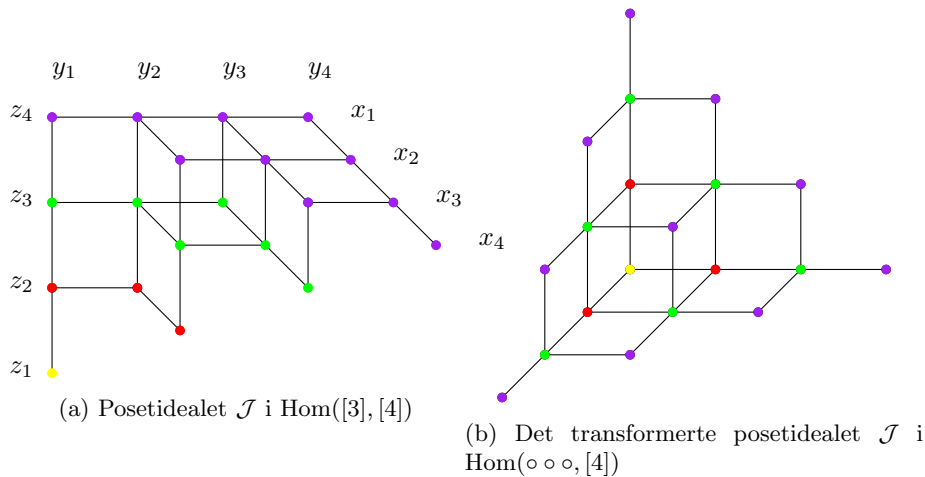 y₁ y₂ y₃ y₄
z₄ x₁
x₂
z₃ x₃
x₄
z₂
z₁
(a) Posetidealet 𝒥 i Hom([3], [4])
(b) Det transformerte posetidealet 𝒥 i
Hom(∘ ∘ ∘, [4])